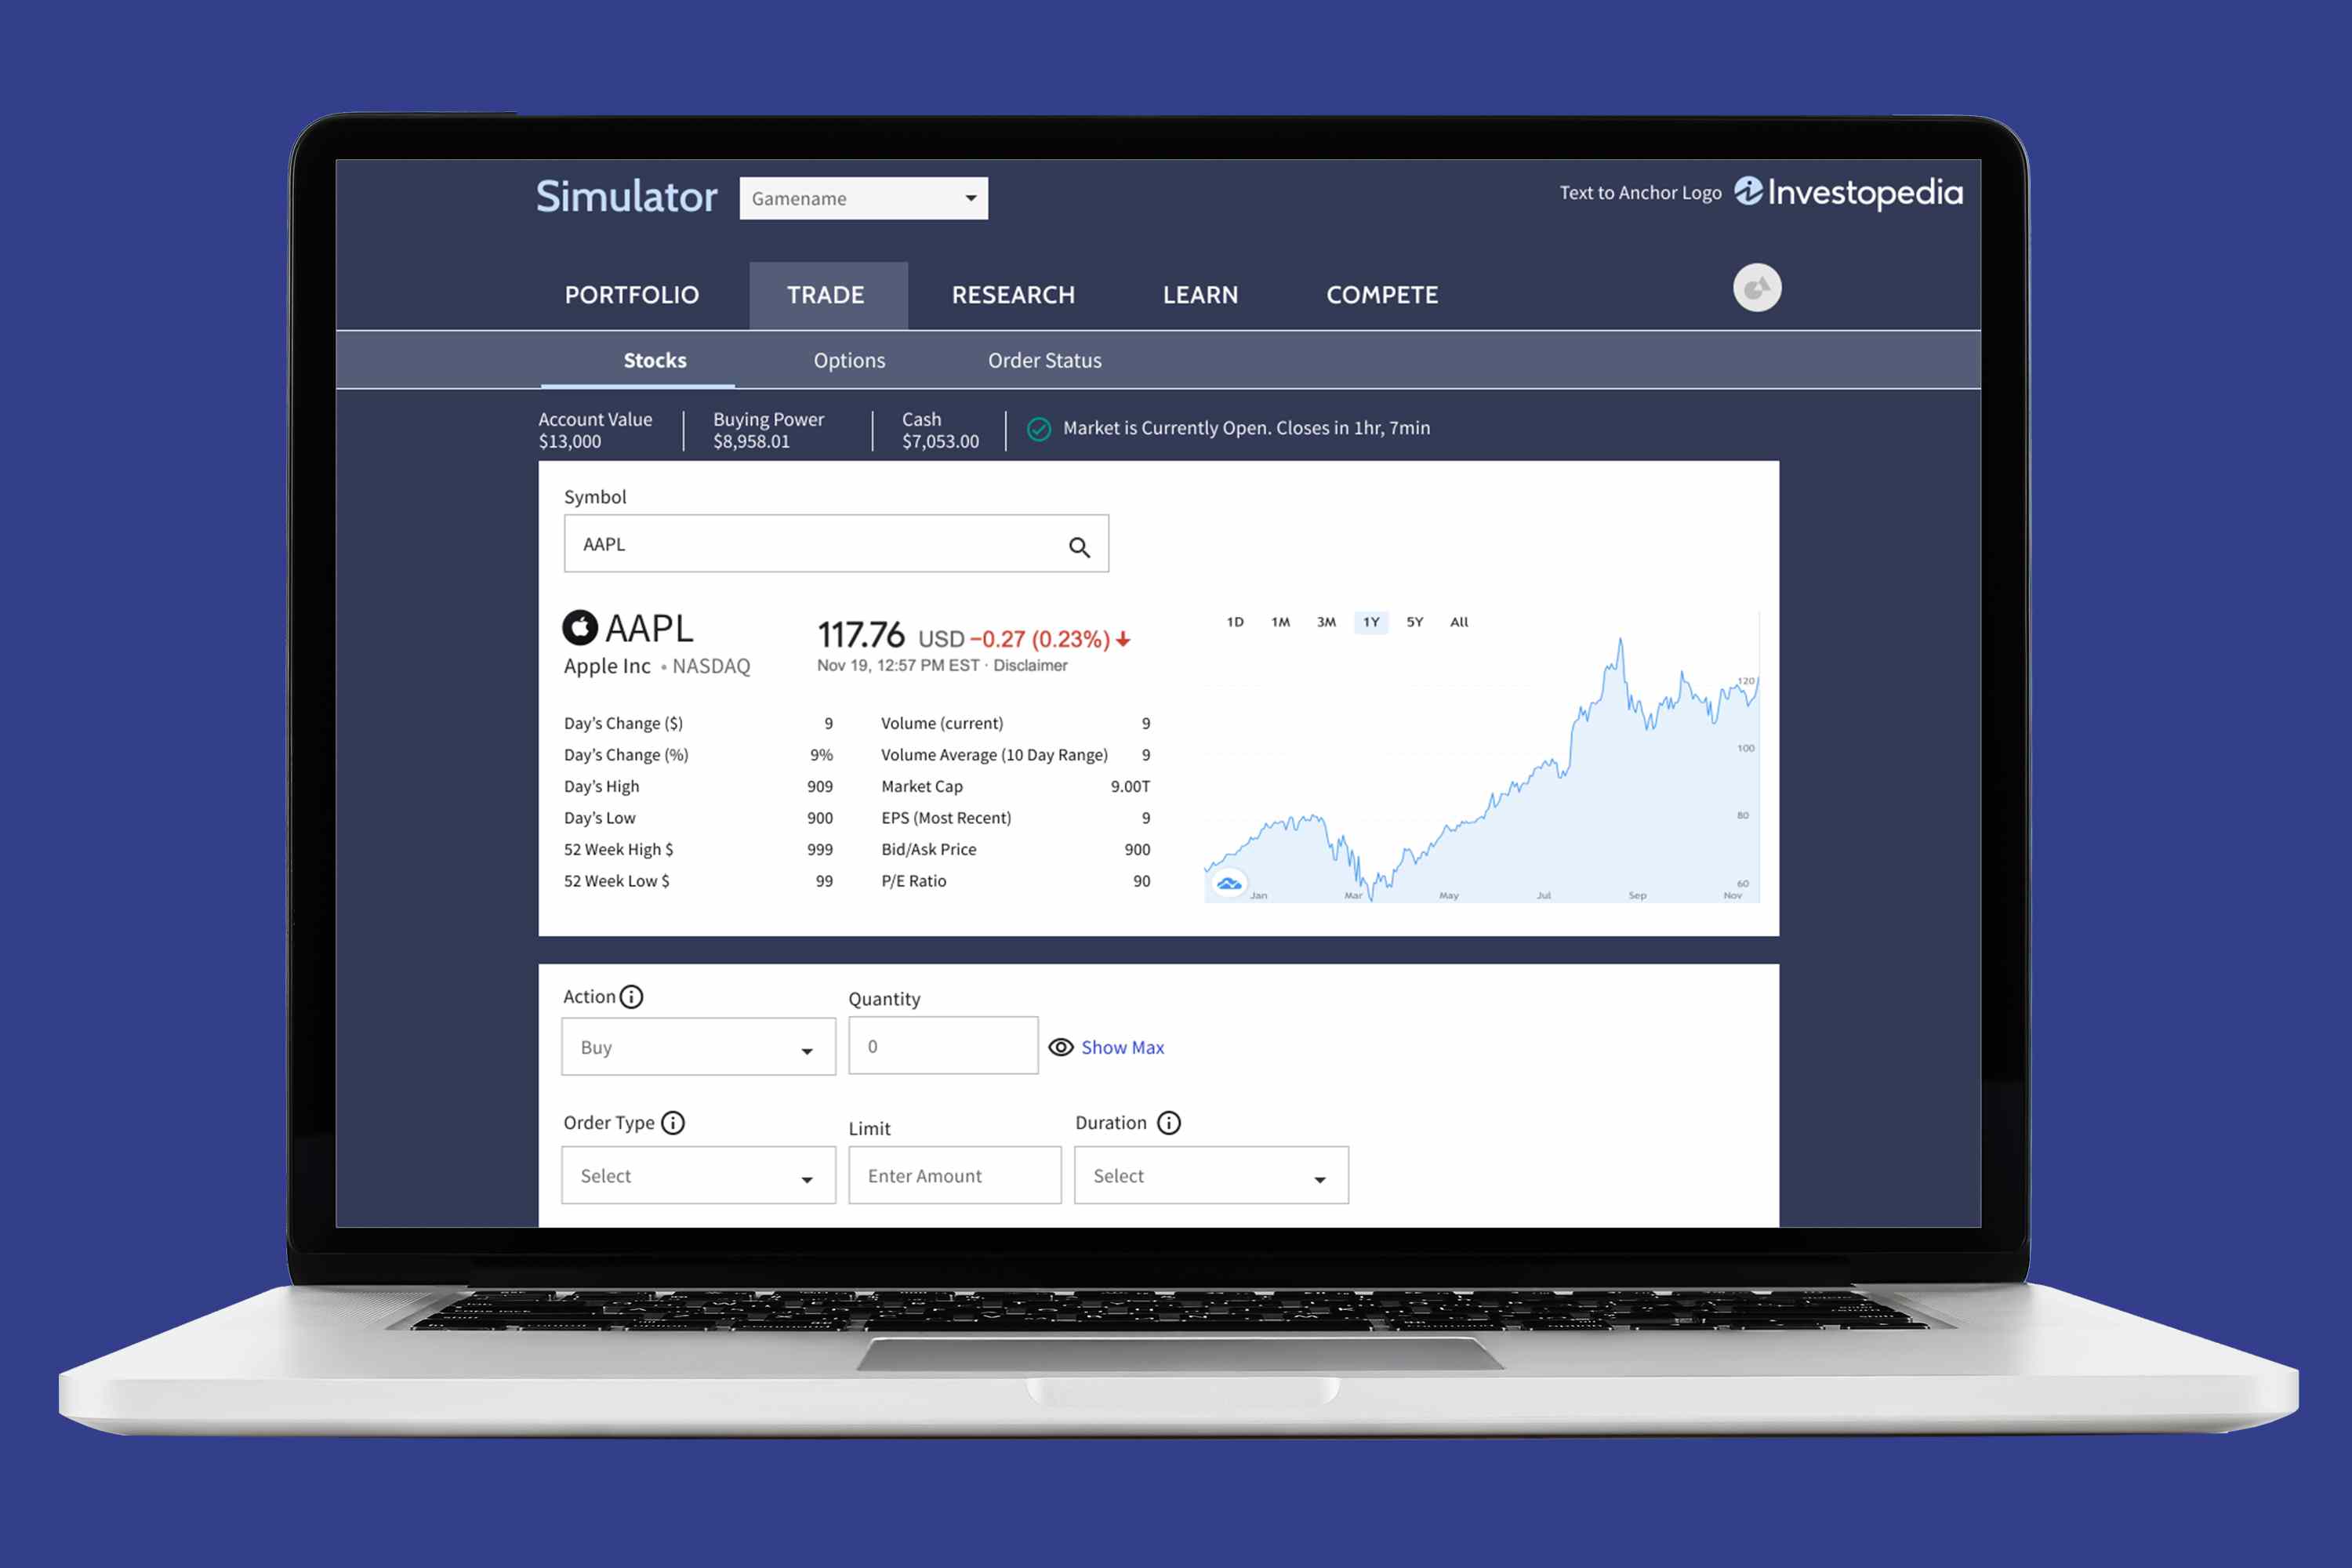 Simulator Gamename Text to Anchor Logo Investopedia
PORTFOLIO TRADE RESEARCH LEARN COMPETE
Stocks Options Order Status
Account Value Buying Power Cash
$13,000 $8,958.01 $7,053.00 Market is Currently Open. Closes in 1hr, 7min
Symbol
AAPL
AAPL 117.76 USD −0.27 (0.23%)
Apple Inc • NASDAQ Nov 19, 12:57 PM EST · Disclaimer
Day’s Change ($) 9 Volume (current) 9
Day’s Change (%) 9% Volume Average (10 Day Range) 9
Day’s High 909 Market Cap 9.00T
Day’s Low 900 EPS (Most Recent) 9
52 Week High $ 999 Bid/Ask Price 900
52 Week Low $ 99 P/E Ratio 90
1D 1M 3M 1Y 5Y All
120
100
80
60
Jan Mar May Jul Sep Nov
Action Quantity
Buy 0 Show Max
Order Type Limit Duration
Select Enter Amount Select